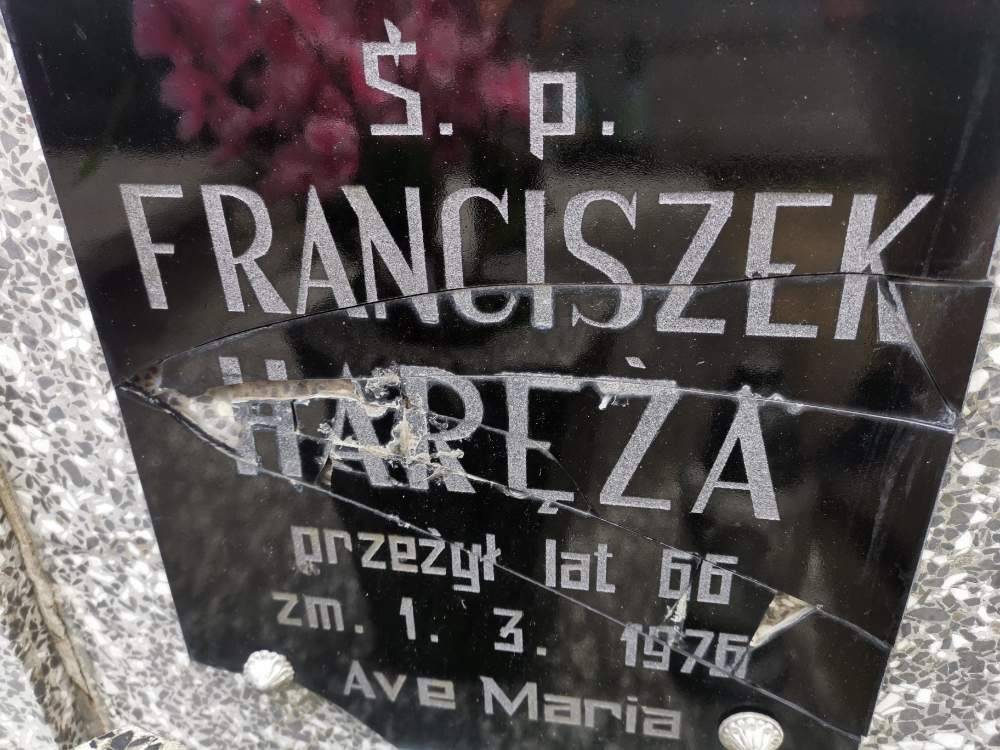 Ś. p.
FRANCISZEK
HARĘŻA
przeżył lat 66
zm. 1. 3. 1976
Ave Maria